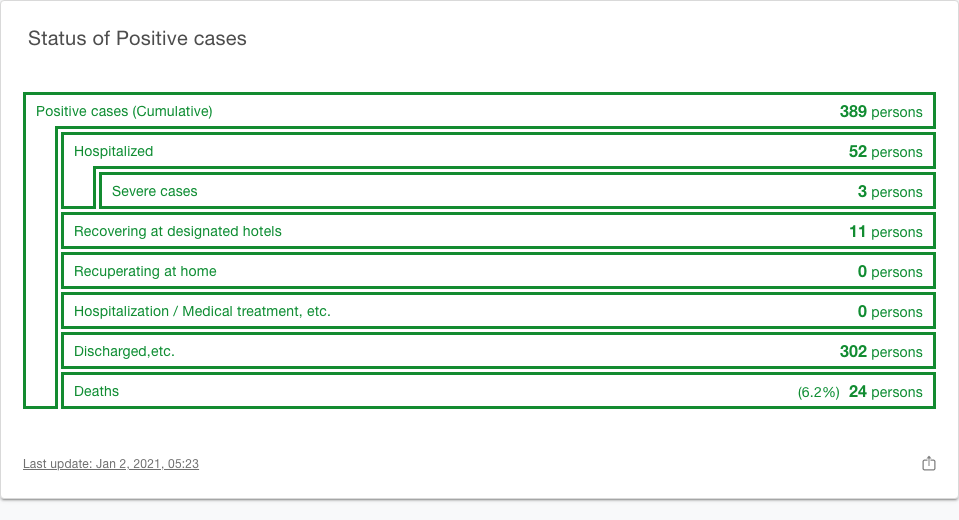 Status of Positive cases
Positive cases (Cumulative) 389 persons
Hospitalized 52 persons
Severe cases 3 persons
Recovering at designated hotels 11 persons
Recuperating at home 0 persons
Hospitalization / Medical treatment, etc. 0 persons
Discharged,etc. 302 persons
Deaths (6.2%) 24 persons
Last update: Jan 2, 2021, 05:23